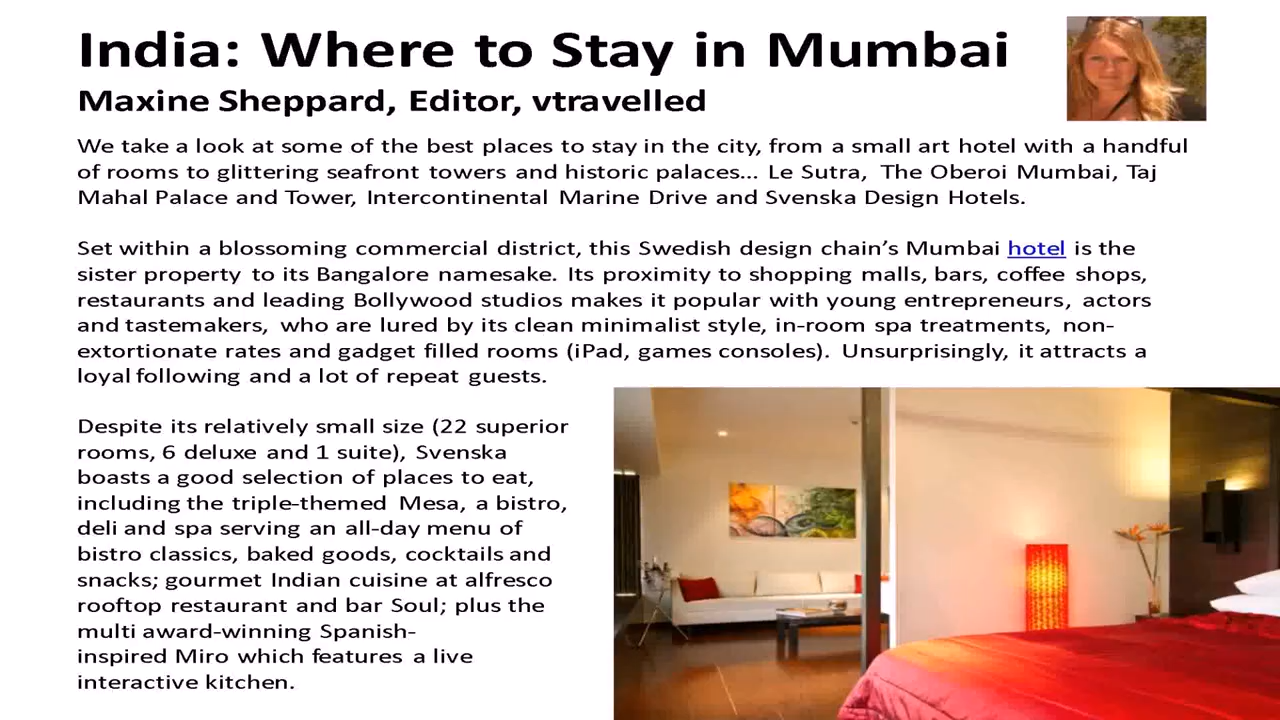 India: Where to Stay in Mumbai
Maxine Sheppard, Editor, vtravelled
We take a look at some of the best places to stay in the city, from a small art hotel with a handful
of rooms to glittering seafront towers and historic palaces... Le Sutra, The Oberoi Mumbai, Taj
Mahal Palace and Tower, Intercontinental Marine Drive and Svenska Design Hotels.
Set within a blossoming commercial district, this Swedish design chain’s Mumbai hotel is the
sister property to its Bangalore namesake. Its proximity to shopping malls, bars, coffee shops,
restaurants and leading Bollywood studios makes it popular with young entrepreneurs, actors
and tastemakers, who are lured by its clean minimalist style, in-room spa treatments, non-
extortionate rates and gadget filled rooms (iPad, games consoles). Unsurprisingly, it attracts a
loyal following and a lot of repeat guests.
Despite its relatively small size (22 superior
rooms, 6 deluxe and 1 suite), Svenska
boasts a good selection of places to eat,
including the triple-themed Mesa, a bistro,
deli and spa serving an all-day menu of
bistro classics, baked goods, cocktails and
snacks; gourmet Indian cuisine at alfresco
rooftop restaurant and bar Soul; plus the
multi award-winning Spanish-
inspired Miro which features a live
interactive kitchen.